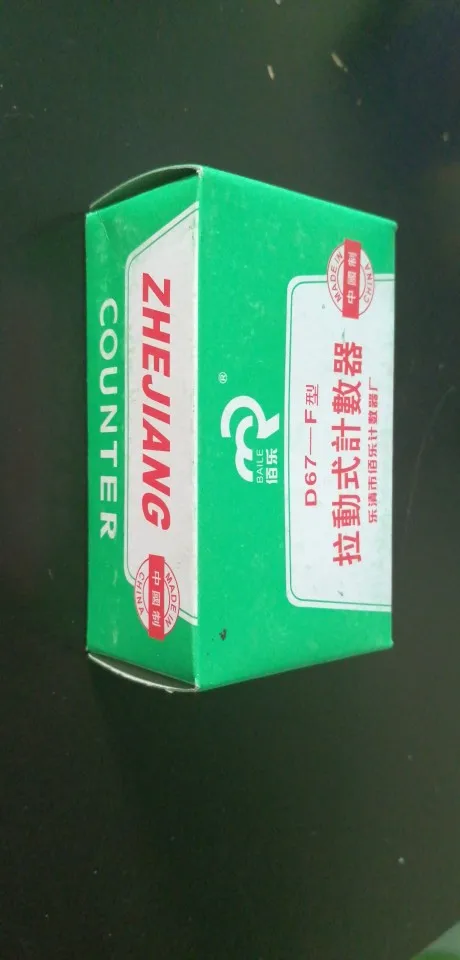 ZHEJIANG
COUNTER
MADE IN
中國制
CHINA
®
BAILE
佰乐
D67—F型
拉動式計數器
乐清市佰乐计数器厂
MADE IN
中國制
CHINA